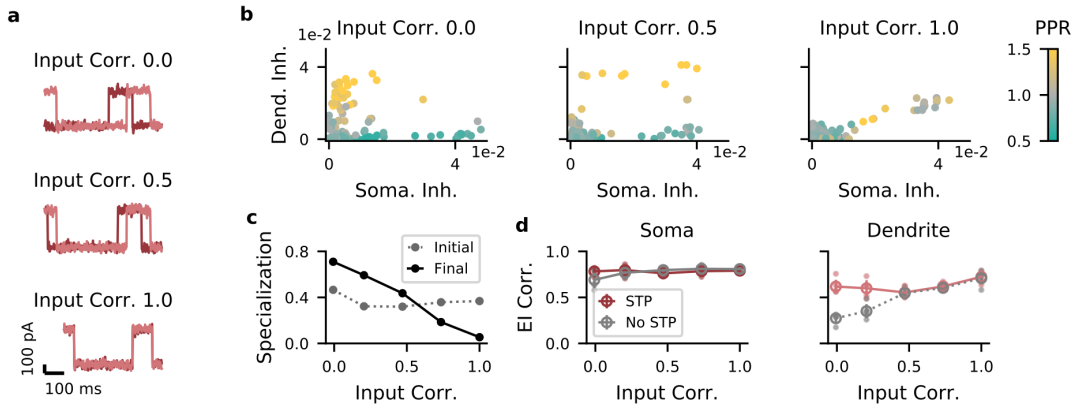 a
Input Corr. 0.0
Input Corr. 0.5
Input Corr. 1.0
100 pA
100 ms
b
1e-2
Input Corr. 0.0
Input Corr. 0.5
Input Corr. 1.0
PPR
Dend. Inh.
4
0
0
4
1e-2
Soma. Inh.
0
4
1e-2
Soma. Inh.
0
4
1e-2
Soma. Inh.
1.5
1.0
0.5
c
Specialization
0.8
0.4
0.0
Initial
Final
0.0
0.5
1.0
Input Corr.
d
Soma
EI Corr.
1.0
0.5
0.0
STP
No STP
0.0
0.5
1.0
Input Corr.
Dendrite
0.0
0.5
1.0
Input Corr.